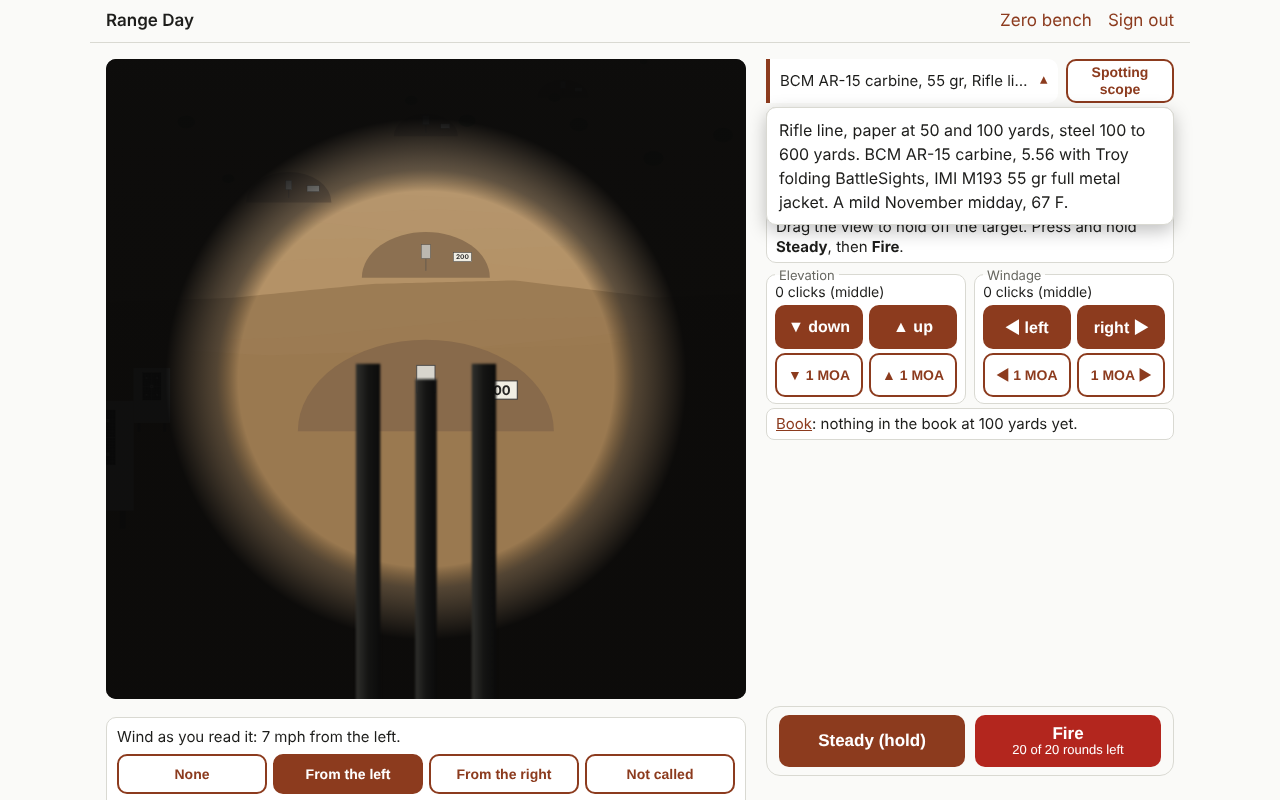 Range Day
Zero bench
Sign out
BCM AR-15 carbine, 55 gr, Rifle li... ▲
Spotting
scope
Rifle line, paper at 50 and 100 yards, steel 100 to
600 yards. BCM AR-15 carbine, 5.56 with Troy
folding BattleSights, IMI M193 55 gr full metal
jacket. A mild November midday, 67 F.
Drag the view to hold off the target. Press and hold
Steady, then Fire.
200
00
Elevation
0 clicks (middle)
▼ down
▲ up
▼ 1 MOA
▲ 1 MOA
Windage
0 clicks (middle)
◀ left
right ▶
◀ 1 MOA
1 MOA ▶
Book: nothing in the book at 100 yards yet.
Steady (hold)
Fire
20 of 20 rounds left
Wind as you read it: 7 mph from the left.
None
From the left
From the right
Not called